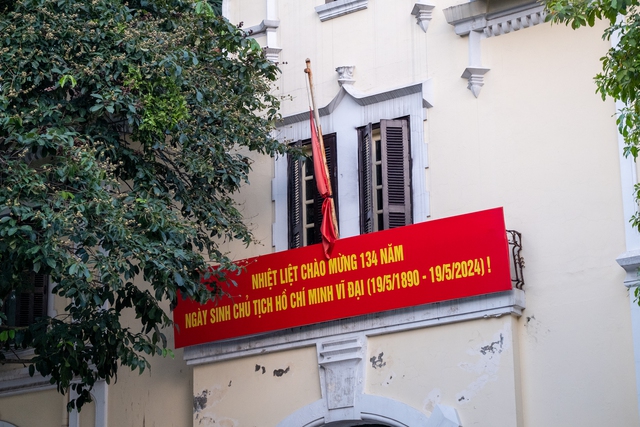 NHIỆT LIỆT CHÀO MỪNG 134 NĂM
NGÀY SINH CHỦ TỊCH HỒ CHÍ MINH VĨ ĐẠI (19/5/1890 - 19/5/2024) !